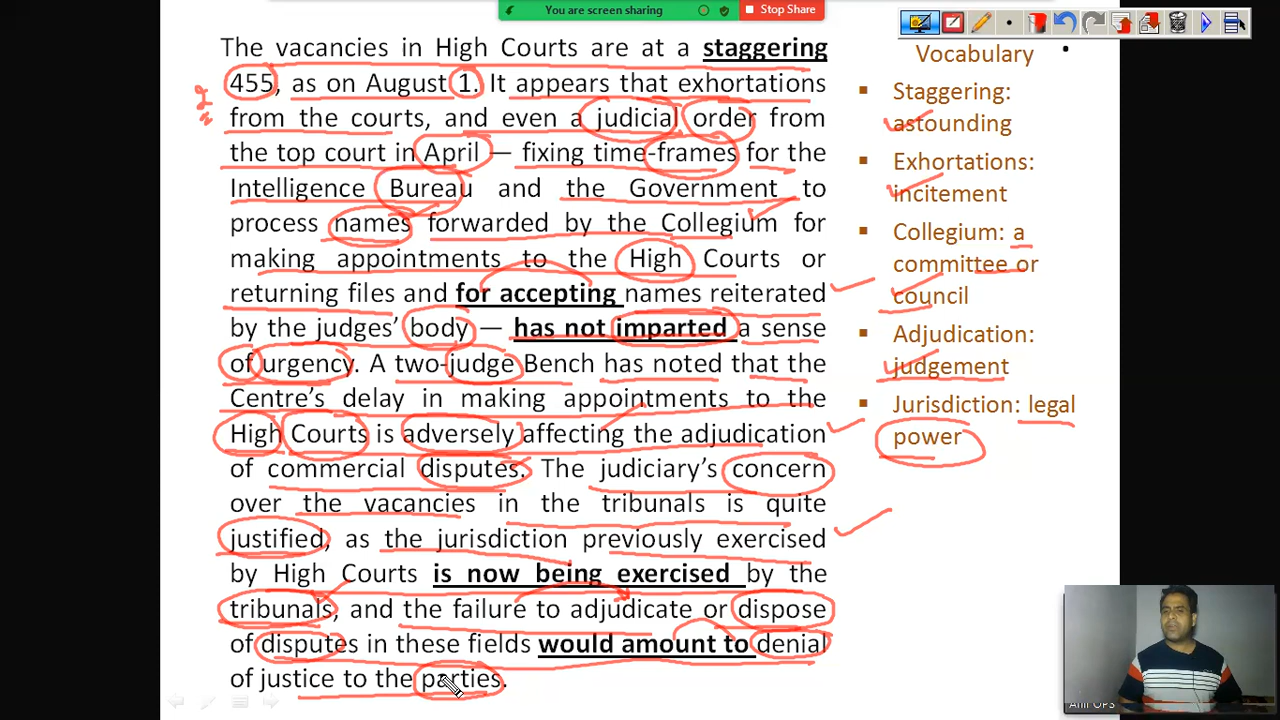 You are screen sharing
Stop Share
The vacancies in High Courts are at a staggering
455, as on August 1. It appears that exhortations
from the courts, and even a judicial order from
the top court in April — fixing time-frames for the
Intelligence Bureau and the Government to
process names forwarded by the Collegium for
making appointments to the High Courts or
returning files and for accepting names reiterated
by the judges’ body — has not imparted a sense
of urgency. A two-judge Bench has noted that the
Centre’s delay in making appointments to the
High Courts is adversely affecting the adjudication
of commercial disputes. The judiciary’s concern
over the vacancies in the tribunals is quite
justified, as the jurisdiction previously exercised
by High Courts is now being exercised by the
tribunals, and the failure to adjudicate or dispose
of disputes in these fields would amount to denial
of justice to the parties.
Vocabulary
Staggering:
astounding
Exhortations:
incitement
Collegium: a
committee or
council
Adjudication:
judgement
Jurisdiction: legal
power